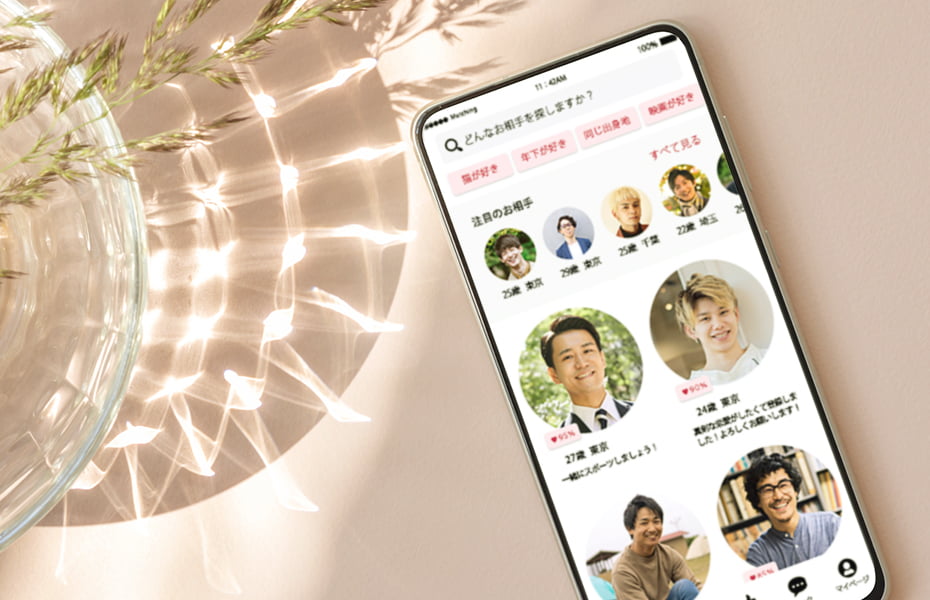 ●●●●● Matching
11:42AM
100%
どんなお相手を探しますか？
猫が好き
年下が好き
同じ出身地
映画が好き
注目のお相手
すべて見る
25歳 東京
29歳 東京
25歳 千葉
22歳 埼玉
♥95%
27歳 東京
一緒にスポーツしましょう！
♥90%
24歳 東京
真剣な恋愛がしたくて登録しま
した！よろしくお願いします！
♥85%
マイページ